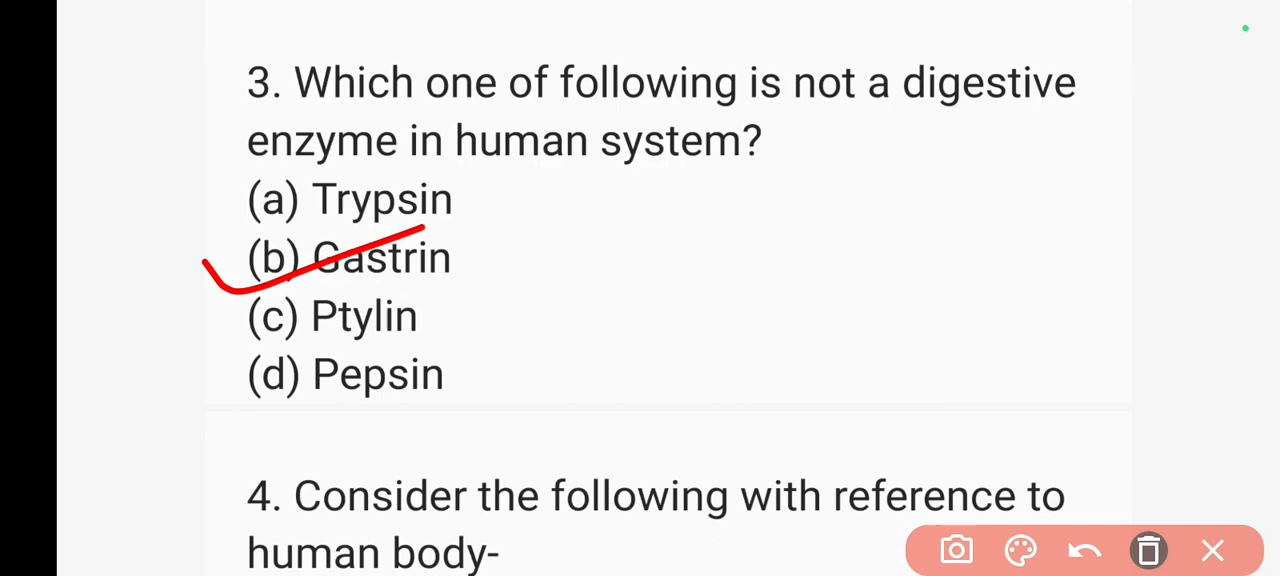 3. Which one of following is not a digestive
enzyme in human system?
(a) Trypsin
(b) Gastrin
(c) Ptylin
(d) Pepsin
4. Consider the following with reference to
human body-